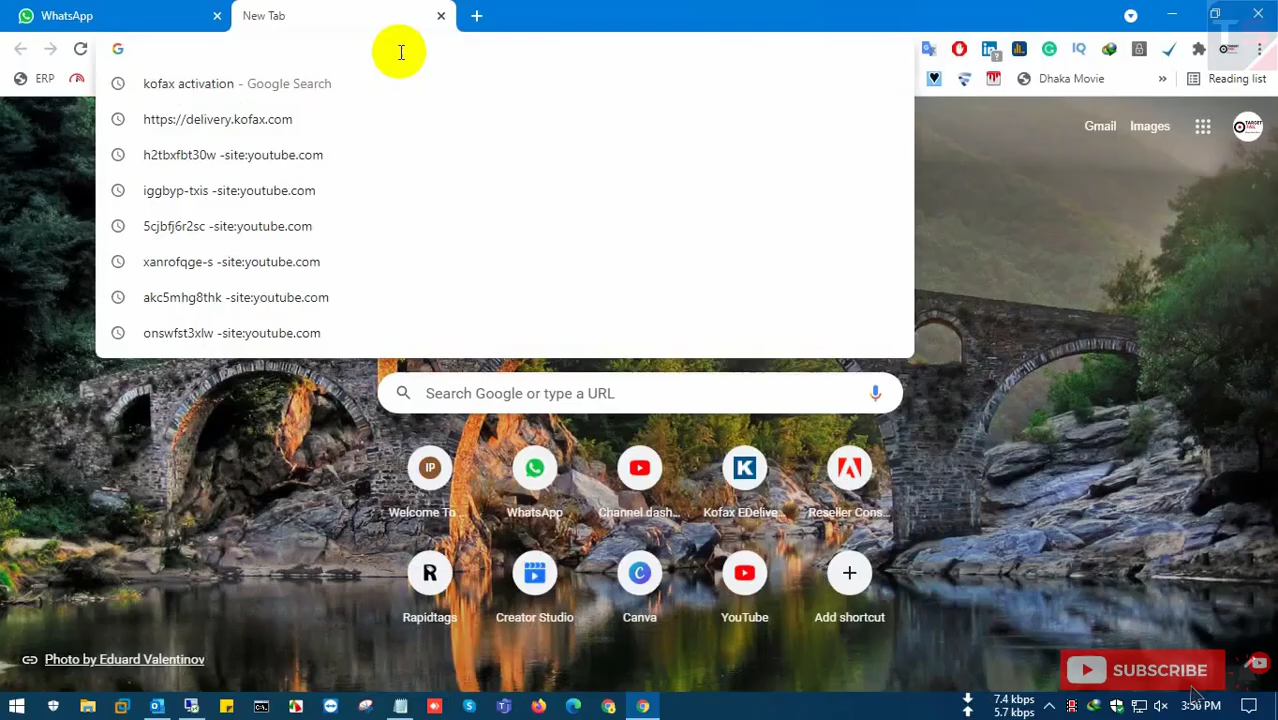 WhatsApp
New Tab
kofax activation - Google Search
ERP
https://delivery.kofax.com
Dhaka Movie
»
Reading list
h2tbxfbt30w -site:youtube.com
Gmail
Images
iggbyp-txis -site:youtube.com
5cjbfj6r2sc -site:youtube.com
xanrofqge-s -site:youtube.com
akc5mhg8thk -site:youtube.com
onswfst3xlw -site:youtube.com
Search Google or type a URL
Welcome To ...
WhatsApp
Channel dash...
Kofax EDelive...
Reseller Cons...
Rapidtags
Creator Studio
Canva
YouTube
Add shortcut
Photo by Eduard Valentinov
SUBSCRIBE
7.4 kbps
5.7 kbps
3:50 PM